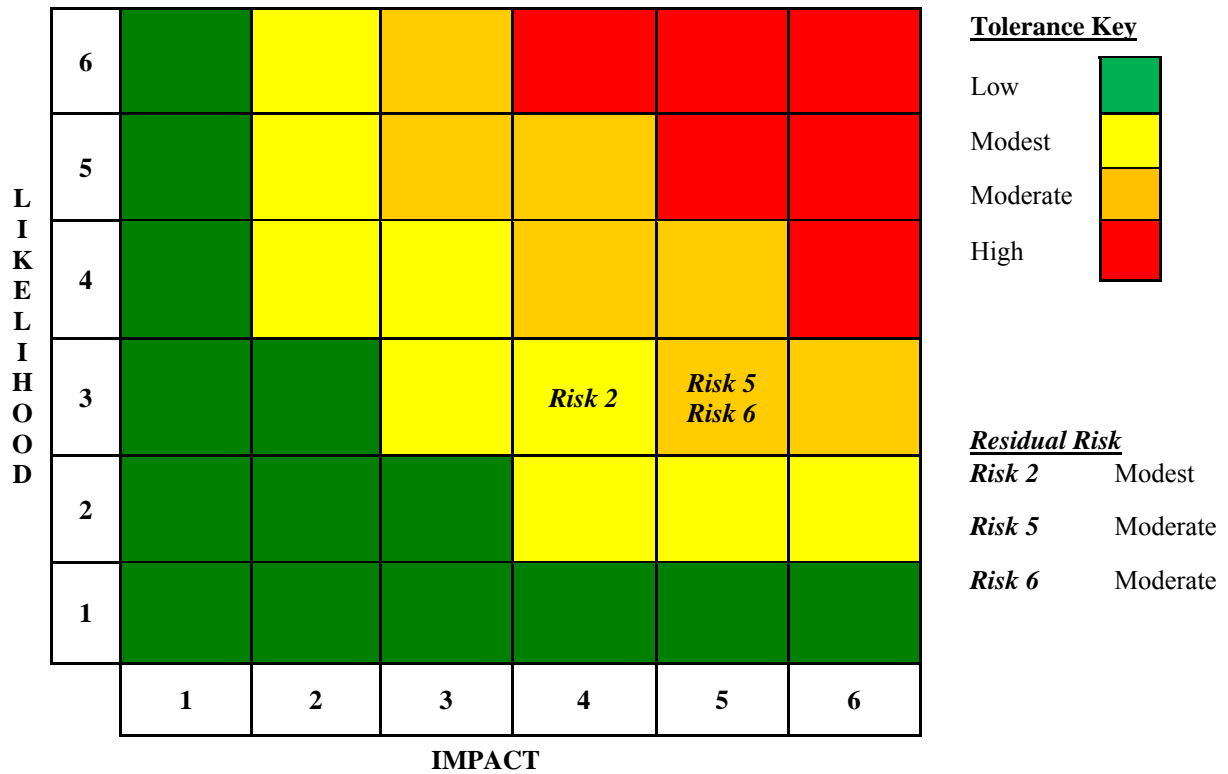 Tolerance Key
Low
Modest
Moderate
High
LIKELIHOOD
6
5
4
3
2
1
Risk 2
Risk 5
Risk 6
1 2 3 4 5 6
IMPACT
Residual Risk
Risk 2 Modest
Risk 5 Moderate
Risk 6 Moderate